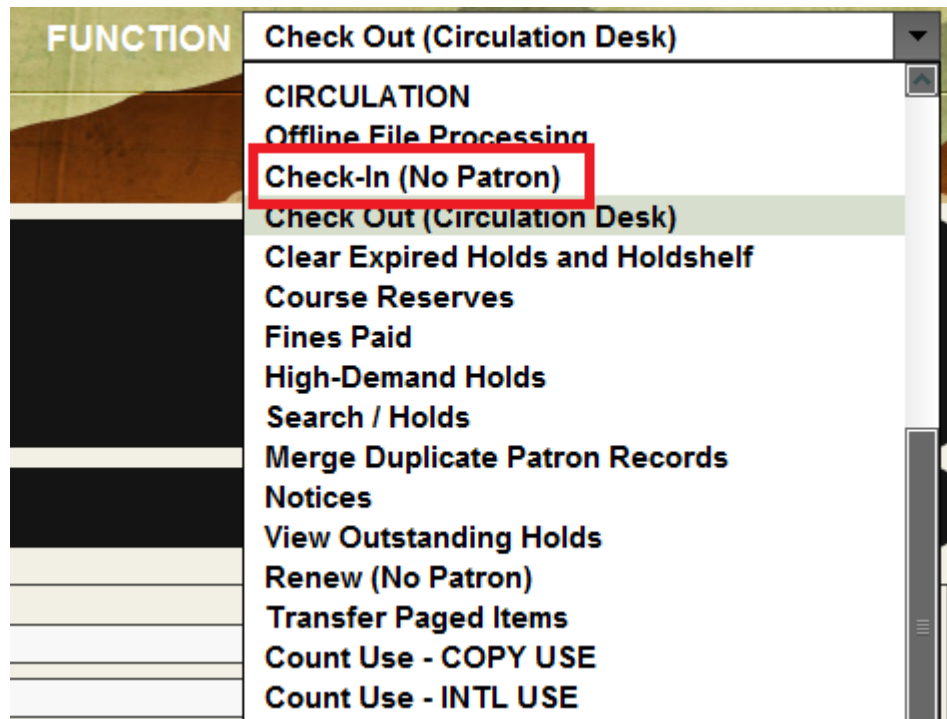 FUNCTION Check Out (Circulation Desk)
CIRCULATION
Offline File Processing
Check-In (No Patron)
Check Out (Circulation Desk)
Clear Expired Holds and Holdshelf
Course Reserves
Fines Paid
High-Demand Holds
Search / Holds
Merge Duplicate Patron Records
Notices
View Outstanding Holds
Renew (No Patron)
Transfer Paged Items
Count Use - COPY USE
Count Use - INTL USE